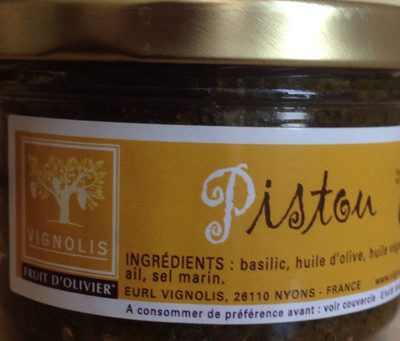 Pistou
VIGNOLIS
FRUIT D'OLIVIER*
INGRÉDIENTS : basilic, huile d'olive, huile
ail, sel marin.
EURL VIGNOLIS, 26110 NYONS - FRANCE
A consommer de préférence avant : voir couvercle